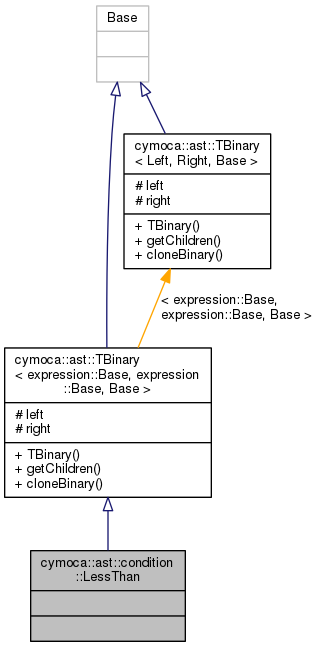 Base
cymoca::ast::TBinary
< Left, Right, Base >
# left
# right
+ TBinary()
+ getChildren()
+ cloneBinary()
< expression::Base,
expression::Base, Base >
cymoca::ast::TBinary
< expression::Base, expression
::Base, Base >
# left
# right
+ TBinary()
+ getChildren()
+ cloneBinary()
cymoca::ast::condition
::LessThan